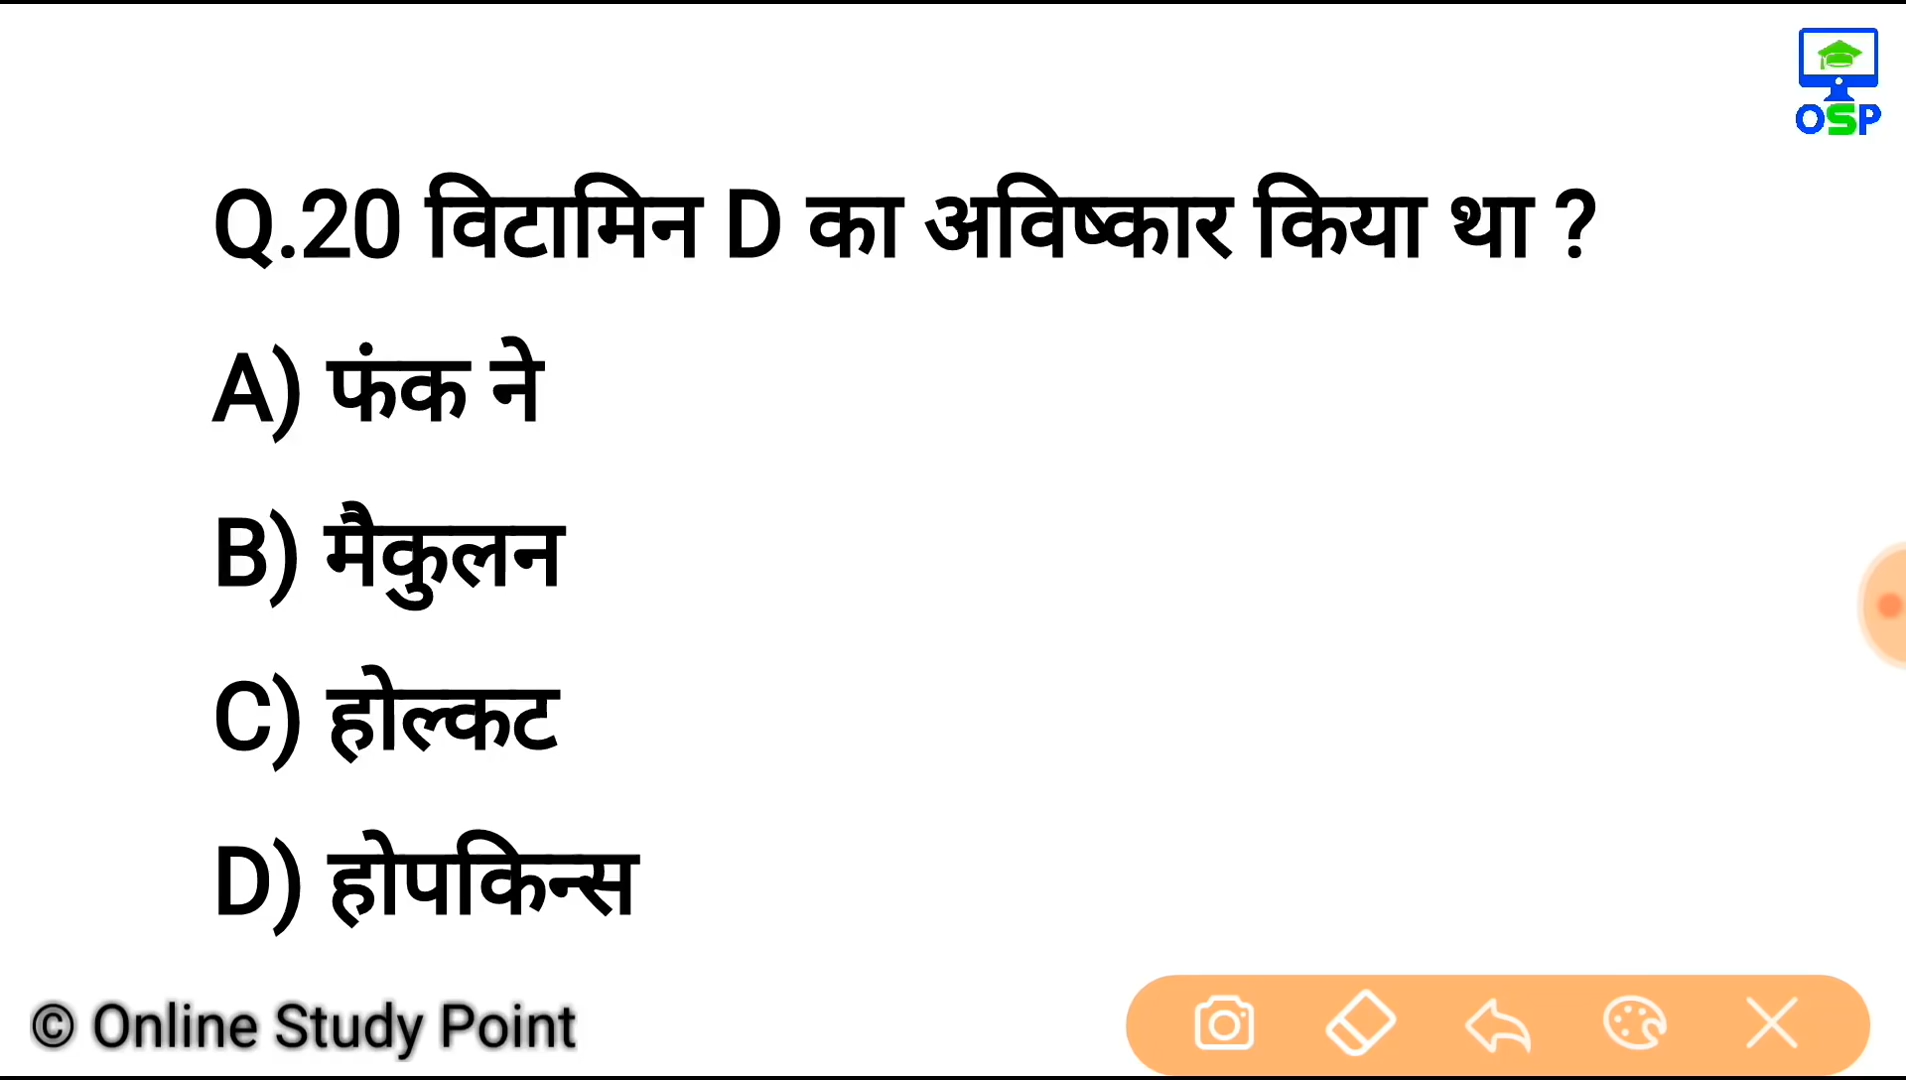 OSP
Q.20 विटामिन D का अविष्कार किया था ?
A) फंक ने
B) मैकुलन
C) होल्कट
D) होपकिन्स
© Online Study Point